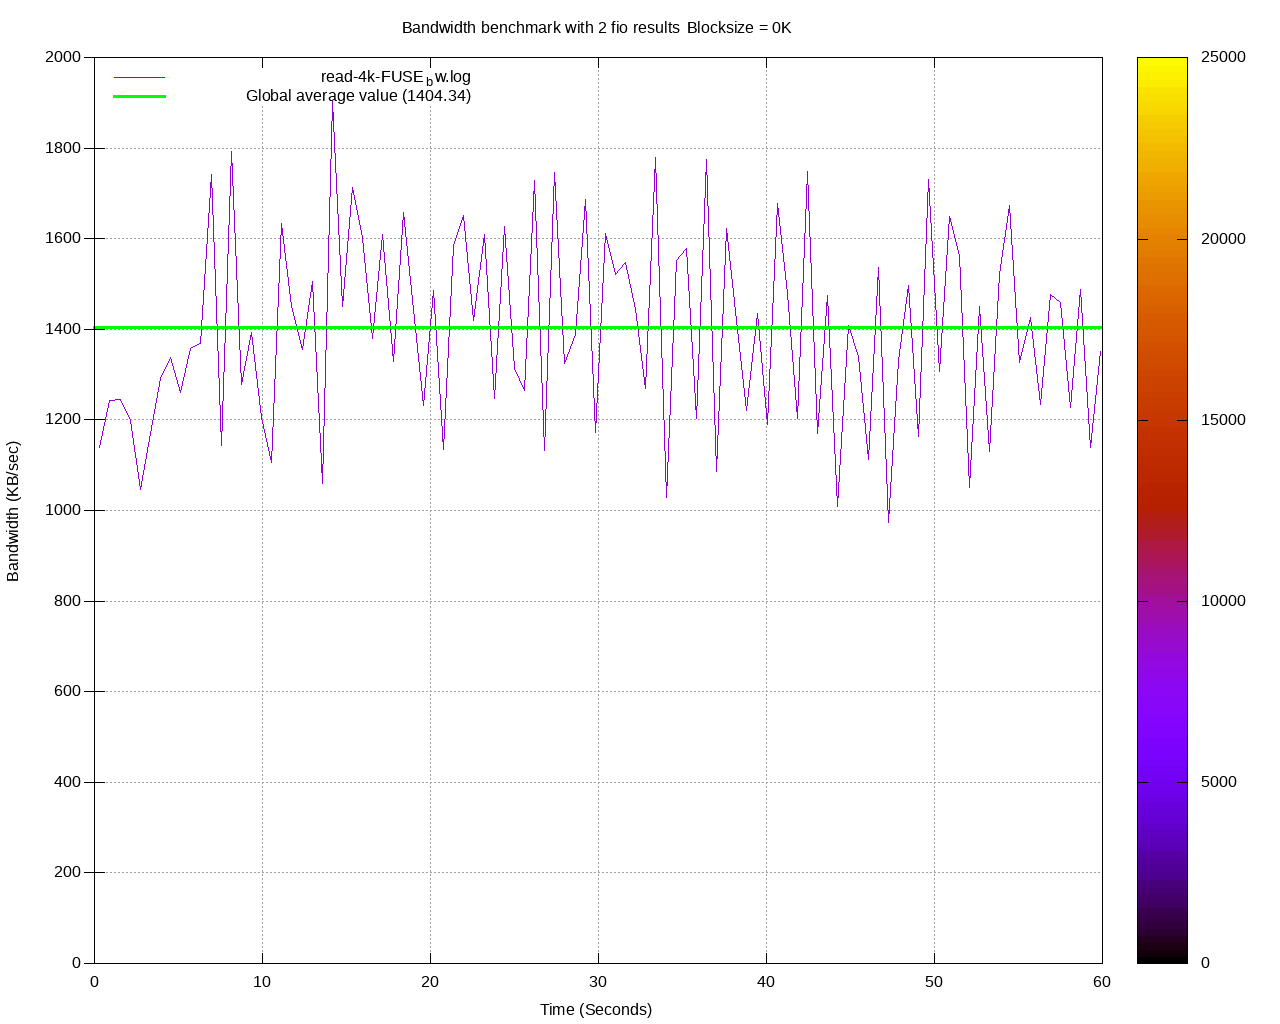 Bandwidth benchmark with 2 fio results  Blocksize = 0K
read-4k-FUSE_bw.log
Global average value (1404.34)
2000
1800
1600
1400
1200
1000
800
600
400
200
0
Bandwidth (KB/sec)
0 10 20 30 40 50 60
Time (Seconds)
25000
20000
15000
10000
5000
0